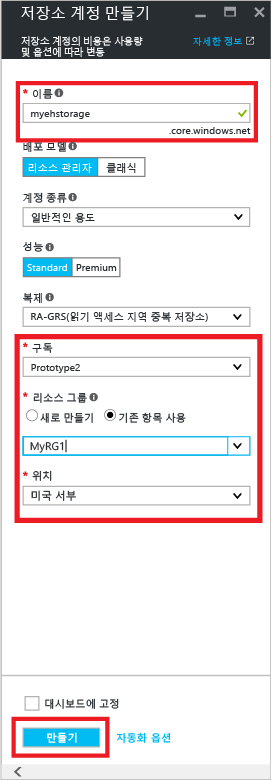 저장소 계정 만들기
저장소 계정의 비용은 사용량
및 옵션에 따라 변동
자세한 정보
* 이름
myehstorage
.core.windows.net
배포 모델
리소스 관리자 클래식
계정 종류
일반적인 용도
성능
Standard Premium
복제
RA-GRS(읽기 액세스 지역 중복 저장소)
* 구독
Prototype2
* 리소스 그룹
새로 만들기 기존 항목 사용
MyRG1
* 위치
미국 서부
대시보드에 고정
만들기 자동화 옵션